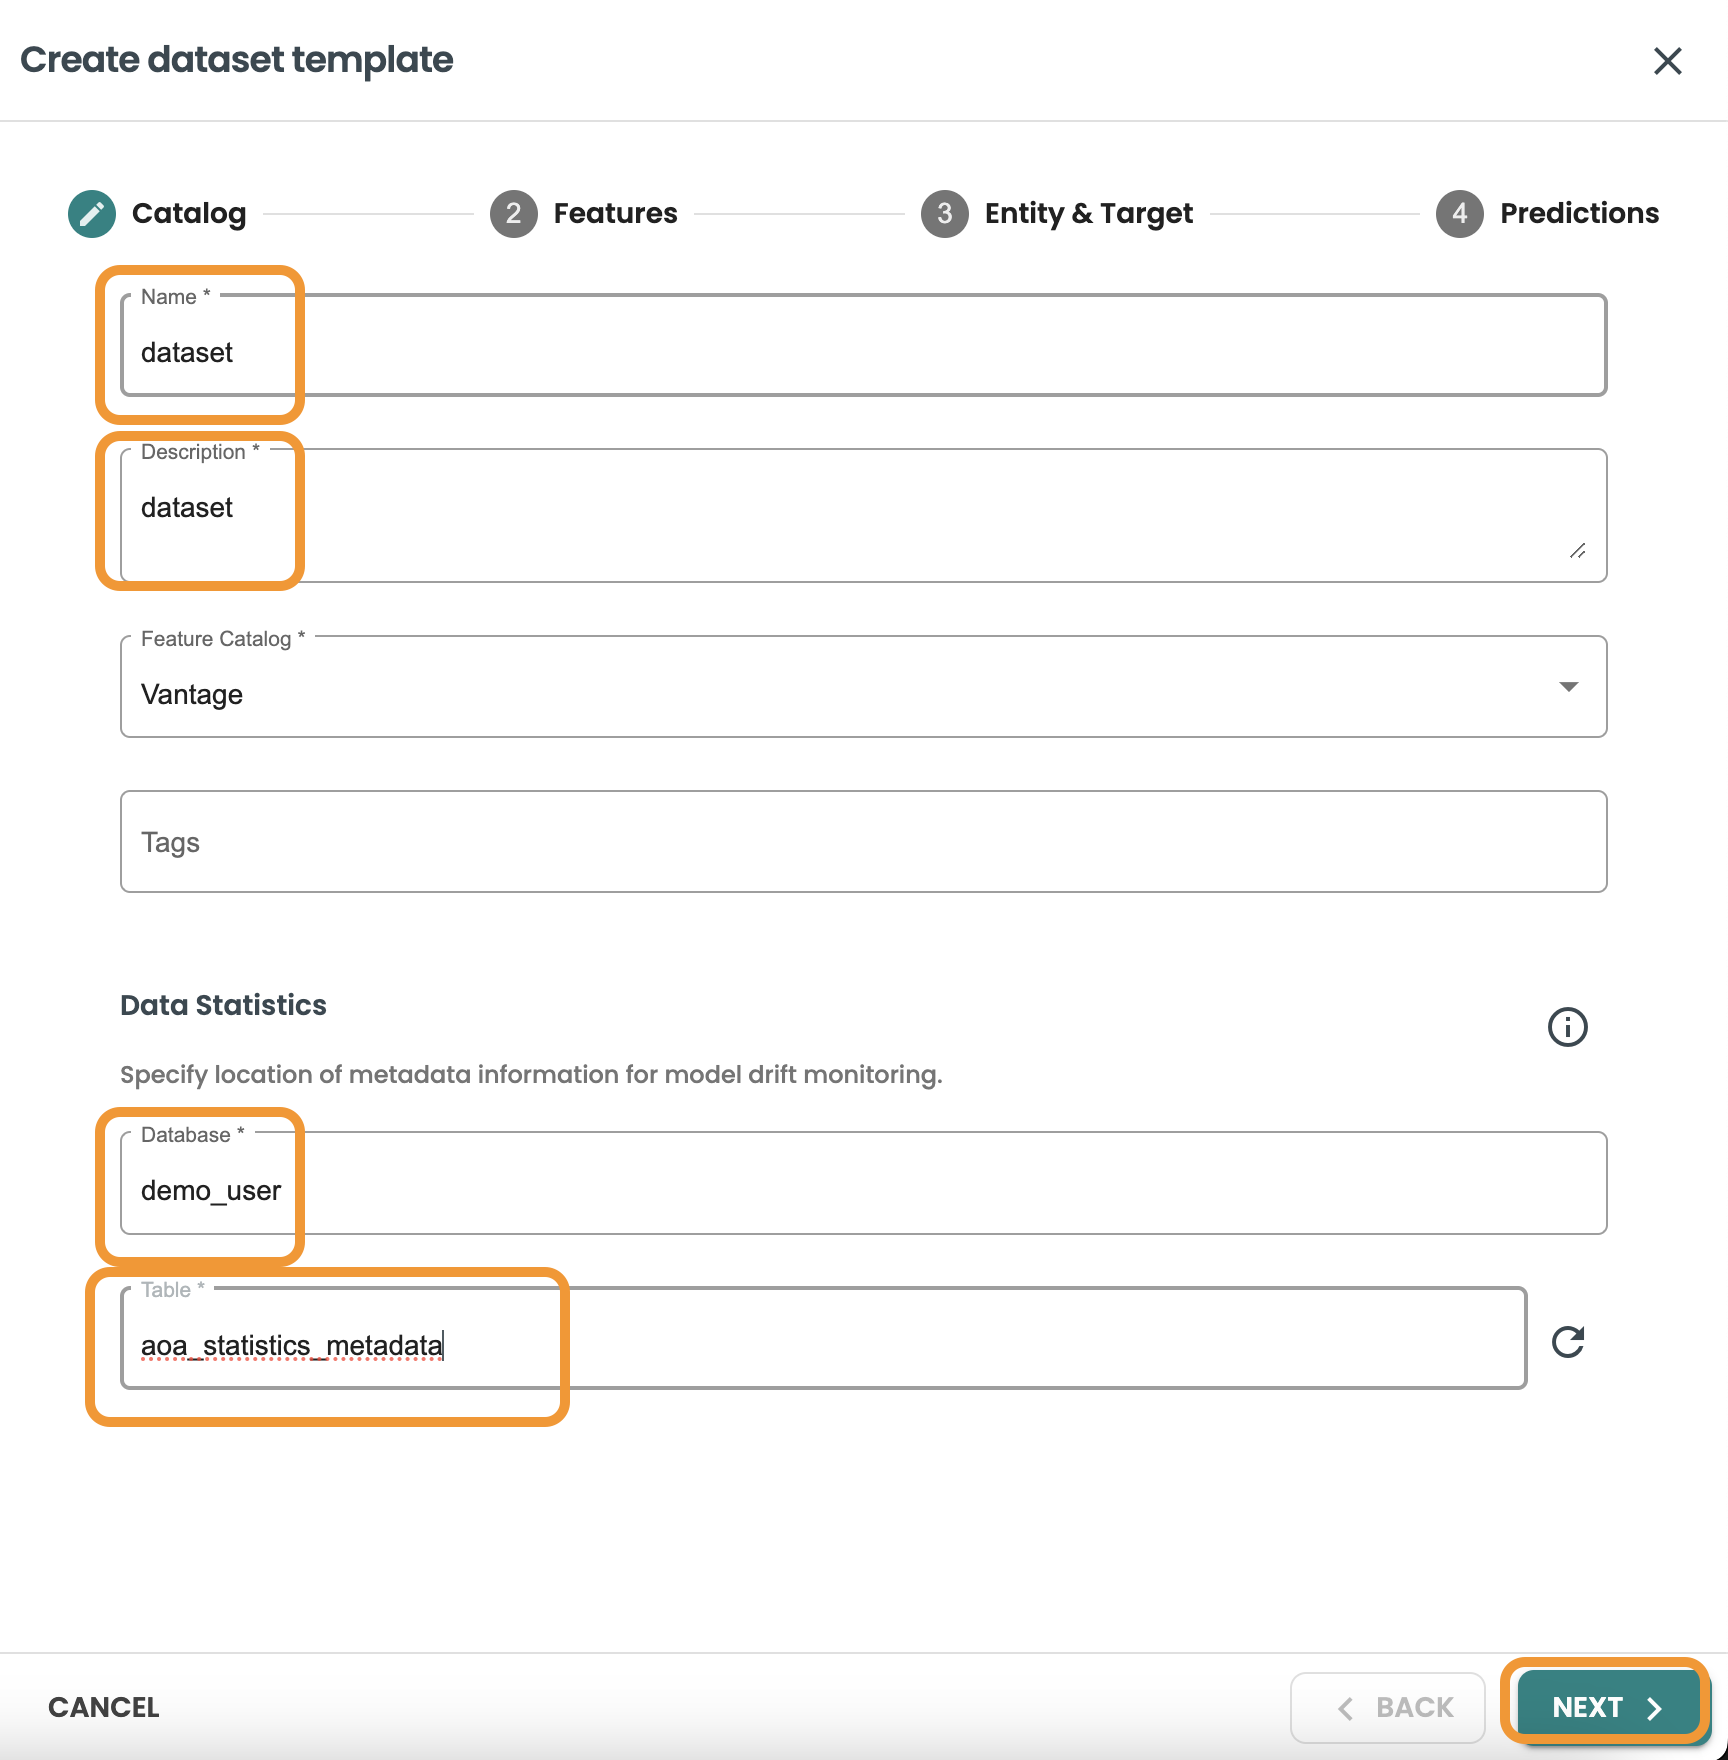 Create dataset template
Catalog 2 Features 3 Entity & Target 4 Predictions
Name *
dataset
Description *
dataset
Feature Catalog *
Vantage
Tags
Data Statistics
Specify location of metadata information for model drift monitoring.
Database *
demo_user
Table *
aoa_statistics_metadata
CANCEL BACK NEXT